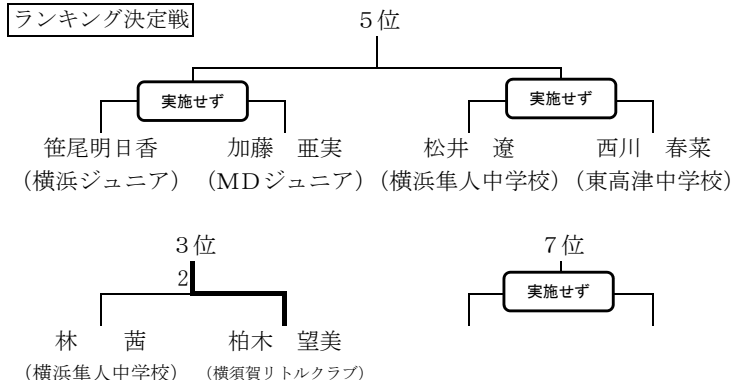 ランキング決定戦
5位
実施せず 実施せず
笹尾明日香 加藤 亜実 松井 遼 西川 春菜
(横浜ジュニア) (MDジュニア) (横浜隼人中学校) (東高津中学校)
3位 7位
2
実施せず
林 茜 柏木 望美
(横浜隼人中学校) (横須賀リトルクラブ)